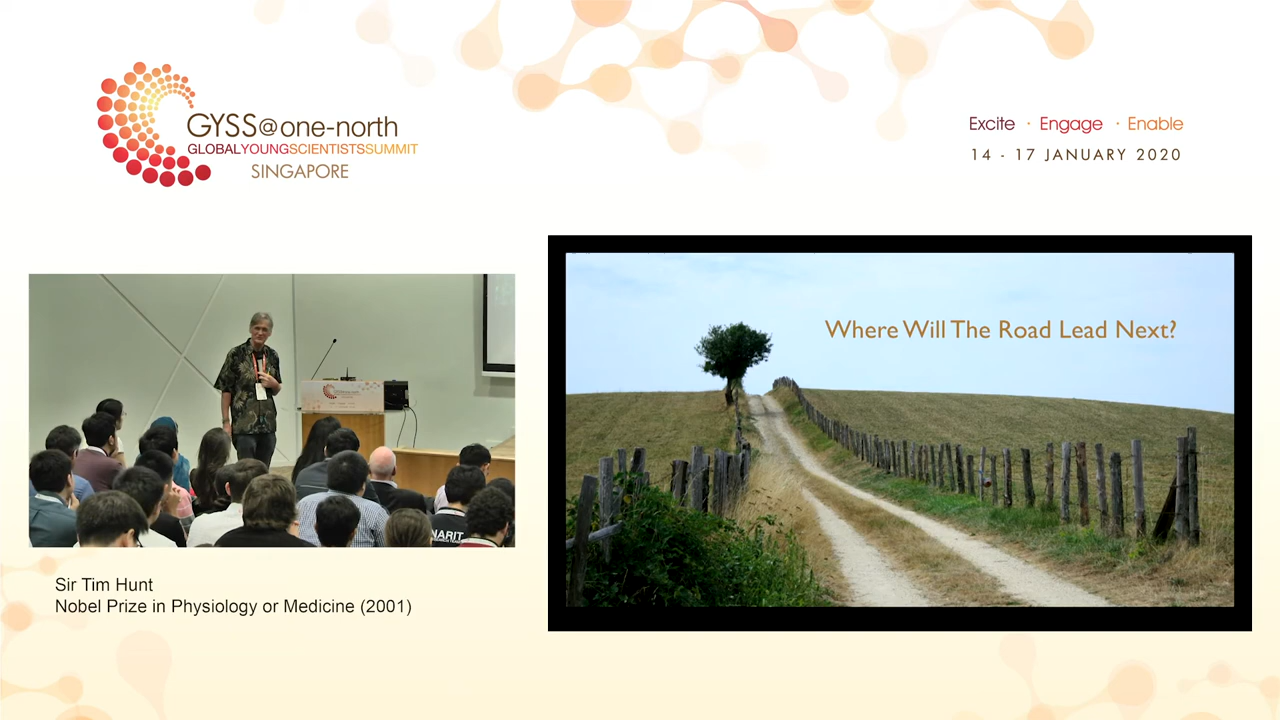 GYSS@one-north
GLOBALYOUNGSCIENTISTSSUMMIT
SINGAPORE
Excite · Engage · Enable
14 - 17 JANUARY 2020
Where Will The Road Lead Next?
NARIT
Sir Tim Hunt
Nobel Prize in Physiology or Medicine (2001)